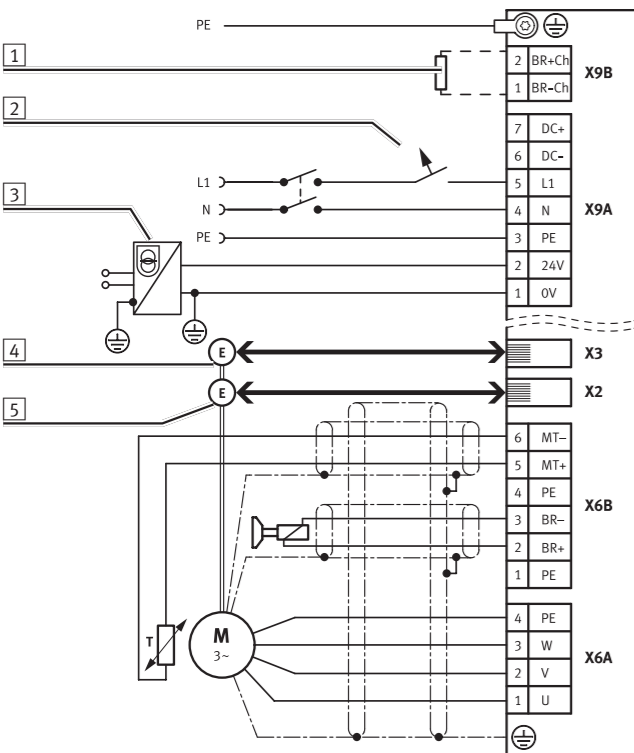 PE
1
2 BR+Ch
X9B
1 BR-Ch
2
7 DC+
6 DC-
L1
5 L1
3
N
4 N
X9A
PE
3 PE
2 24V
1 0V
4
E
X3
E
X2
5
6 MT-
5 MT+
4 PE
X6B
3 BR-
2 BR+
1 PE
4 PE
T
M
3~
3 W
X6A
2 V
1 U